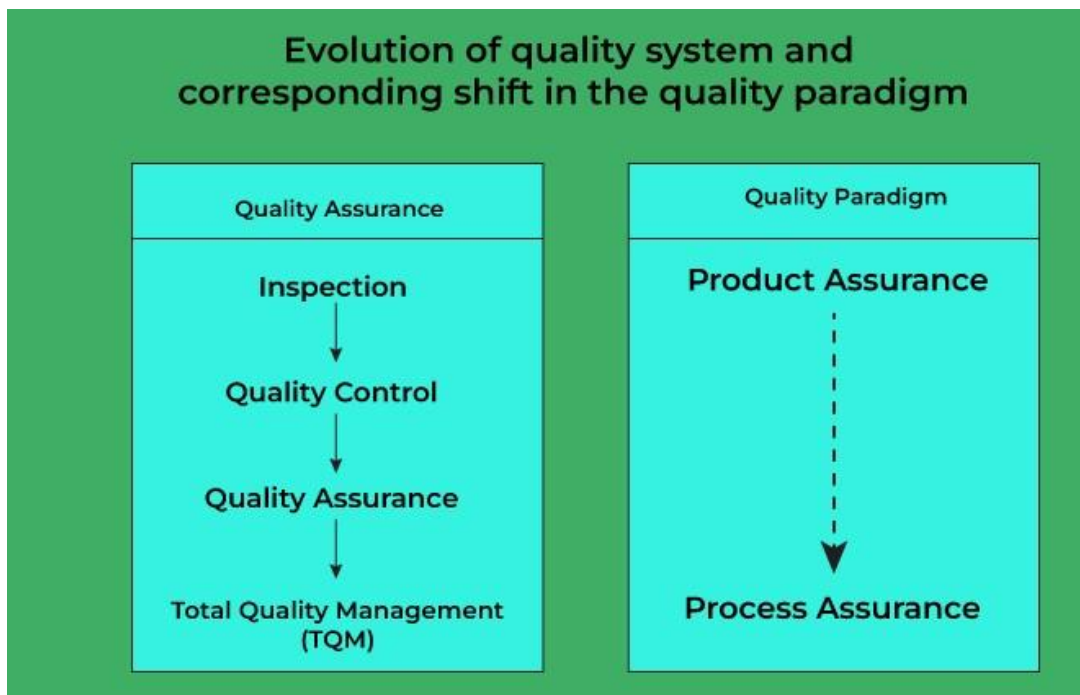 Evolution of quality system and
corresponding shift in the quality paradigm
Quality Assurance
Inspection
Quality Control
Quality Assurance
Total Quality Management
(TQM)
Quality Paradigm
Product Assurance
Process Assurance